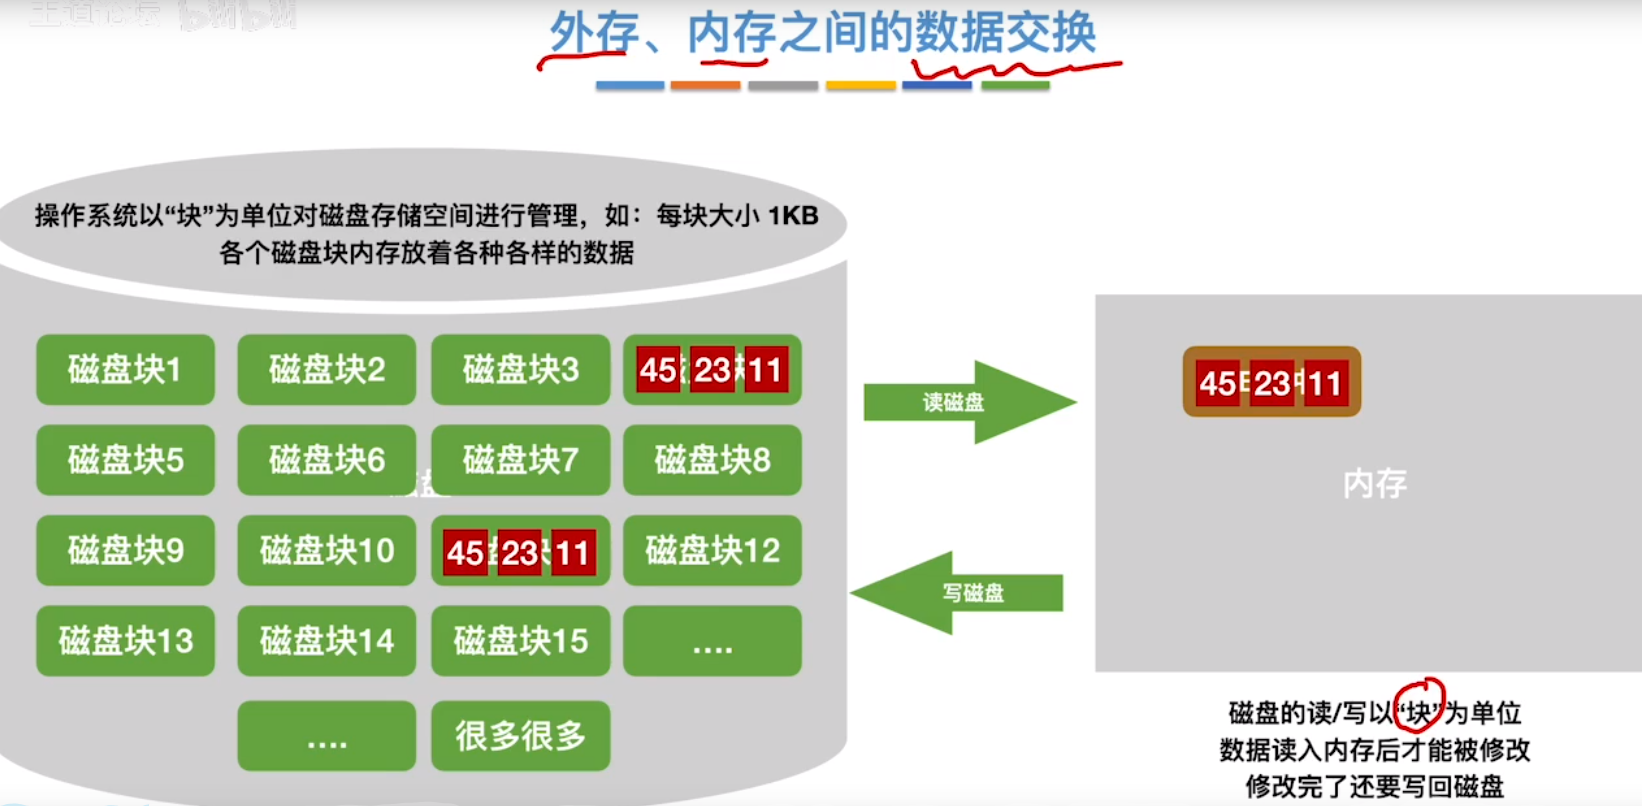 王道论坛 bilibili
外存、内存之间的数据交换
操作系统以“块”为单位对磁盘存储空间进行管理，如：每块大小 1KB
各个磁盘块内存放着各种各样的数据
磁盘块1 磁盘块2 磁盘块3 45 23 11
磁盘块5 磁盘块6 磁盘块7 磁盘块8
磁盘块9 磁盘块10 45 23 11 磁盘块12
磁盘块13 磁盘块14 磁盘块15 ....
.... 很多很多
读磁盘
写磁盘
45 23 11
内存
磁盘的读/写以“块”为单位
数据读入内存后才能被修改
修改完了还要写回磁盘